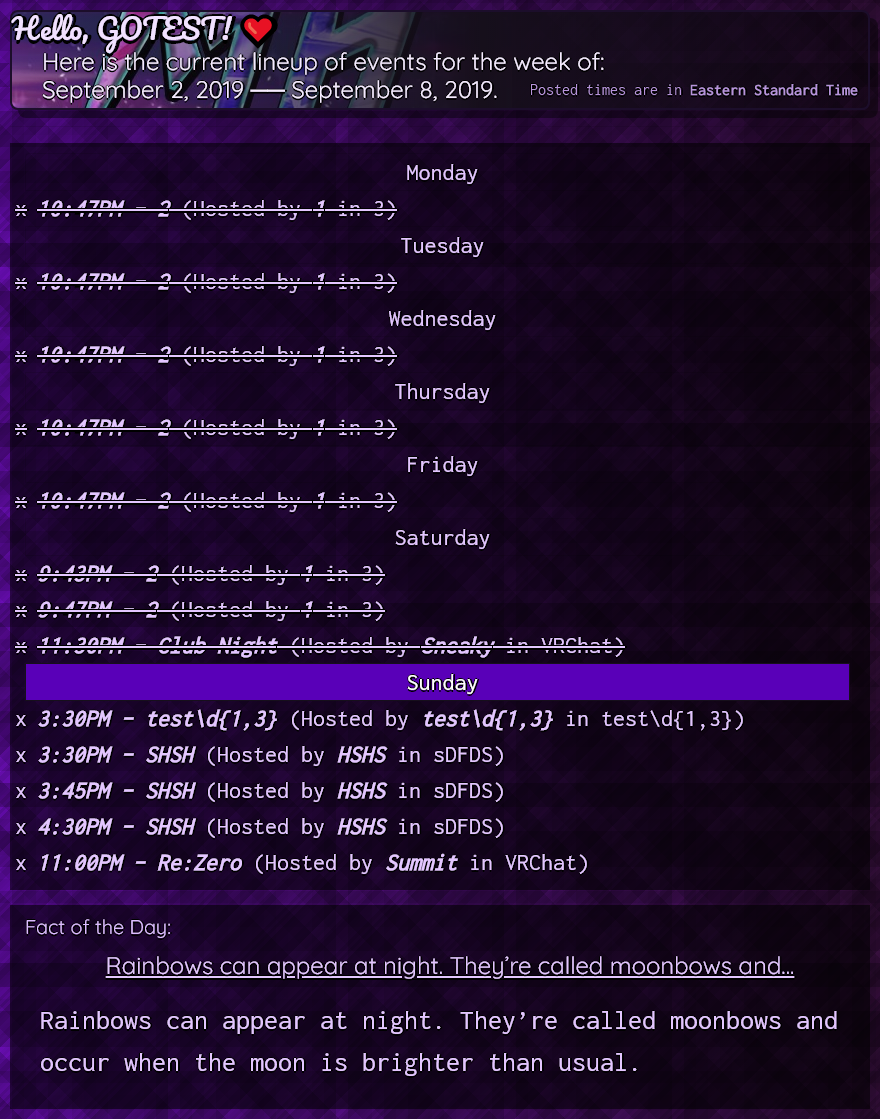 Hello, GOTEST! ❤
Here is the current lineup of events for the week of:
September 2, 2019 —— September 8, 2019.
Posted times are in Eastern Standard Time
Monday
x 10:47PM - 2 (Hosted by 1 in 3)
Tuesday
x 10:47PM - 2 (Hosted by 1 in 3)
Wednesday
x 10:47PM - 2 (Hosted by 1 in 3)
Thursday
x 10:47PM - 2 (Hosted by 1 in 3)
Friday
x 10:47PM - 2 (Hosted by 1 in 3)
Saturday
x 9:43PM - 2 (Hosted by 1 in 3)
x 9:47PM - 2 (Hosted by 1 in 3)
x 11:30PM - Club Night (Hosted by Sneaky in VRChat)
Sunday
x 3:30PM - test\d{1,3} (Hosted by test\d{1,3} in test\d{1,3})
x 3:30PM - SHSH (Hosted by HSHS in sDFDS)
x 3:45PM - SHSH (Hosted by HSHS in sDFDS)
x 4:30PM - SHSH (Hosted by HSHS in sDFDS)
x 11:00PM - Re:Zero (Hosted by Summit in VRChat)
Fact of the Day:
Rainbows can appear at night. They’re called moonbows and...
Rainbows can appear at night. They’re called moonbows and
occur when the moon is brighter than usual.